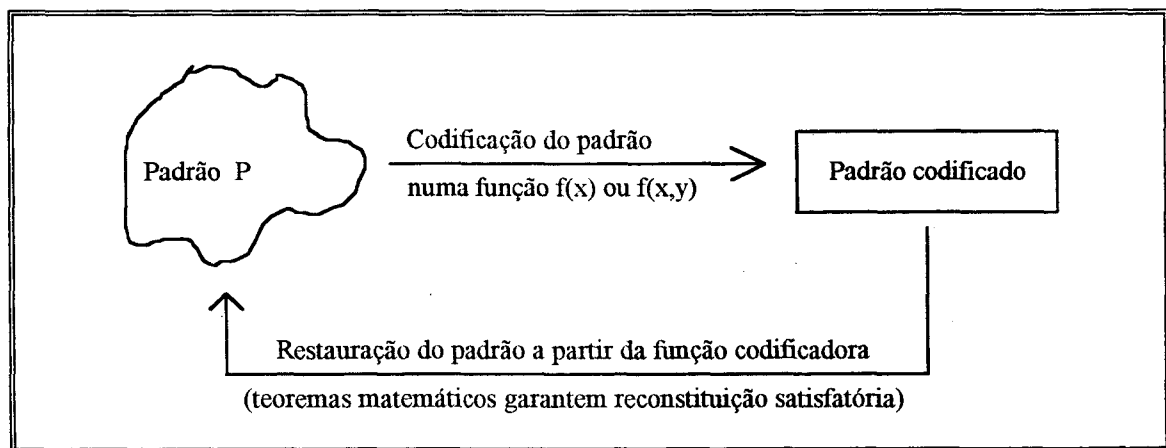 Codificação do padrão
Padrão P
Padrão codificado
numa função f(x) ou f(x,y)
Restauração do padrão a partir da função codificadora
(teoremas matemáticos garantem reconstituição satisfatória)